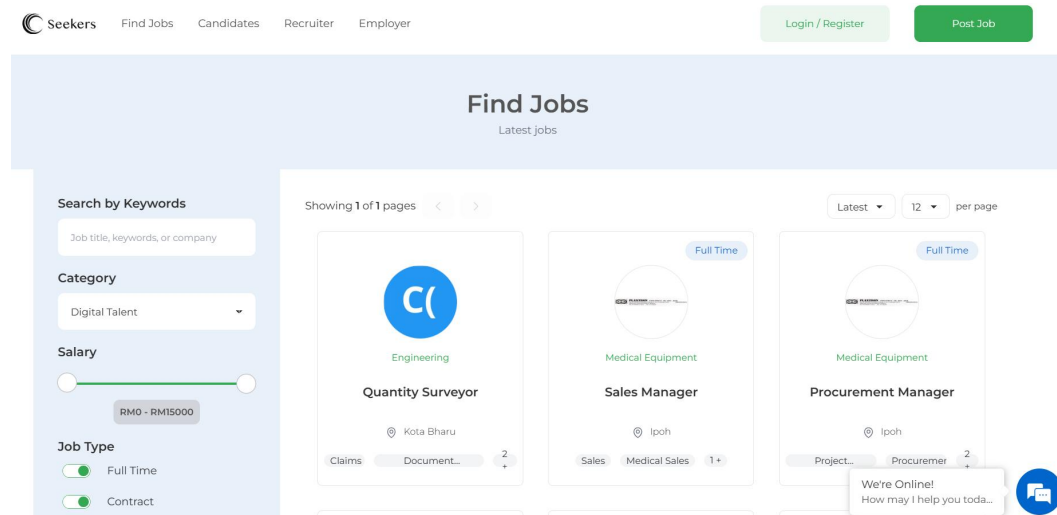 Seekers Find Jobs Candidates Recruiter Employer Login / Register Post Job
Find Jobs
Latest jobs
Search by Keywords
Job title, keywords, or company
Category
Digital Talent
Salary
RM0 - RM15000
Job Type
Full Time
Contract
Showing 1 of 1 pages
Latest 12 per page
C(
Engineering
Quantity Surveyor
Kota Bharu
Claims Document... 2 +
Full Time
Medical Equipment
Sales Manager
Ipoh
Sales Medical Sales 1 +
Full Time
Medical Equipment
Procurement Manager
Ipoh
Project... Procuremer 2 +
We're Online!
How may I help you toda...